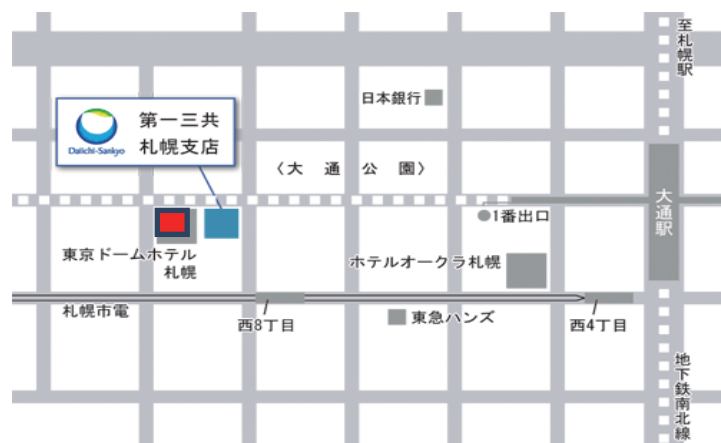 至札幌駅
日本銀行
第一三共
札幌支店
Daiichi-Sankyo
〈大通公園〉
大通駅
1番出口
東京ドームホテル
札幌
ホテルオークラ札幌
札幌市電
西8丁目
東急ハンズ
西4丁目
地下鉄南北線